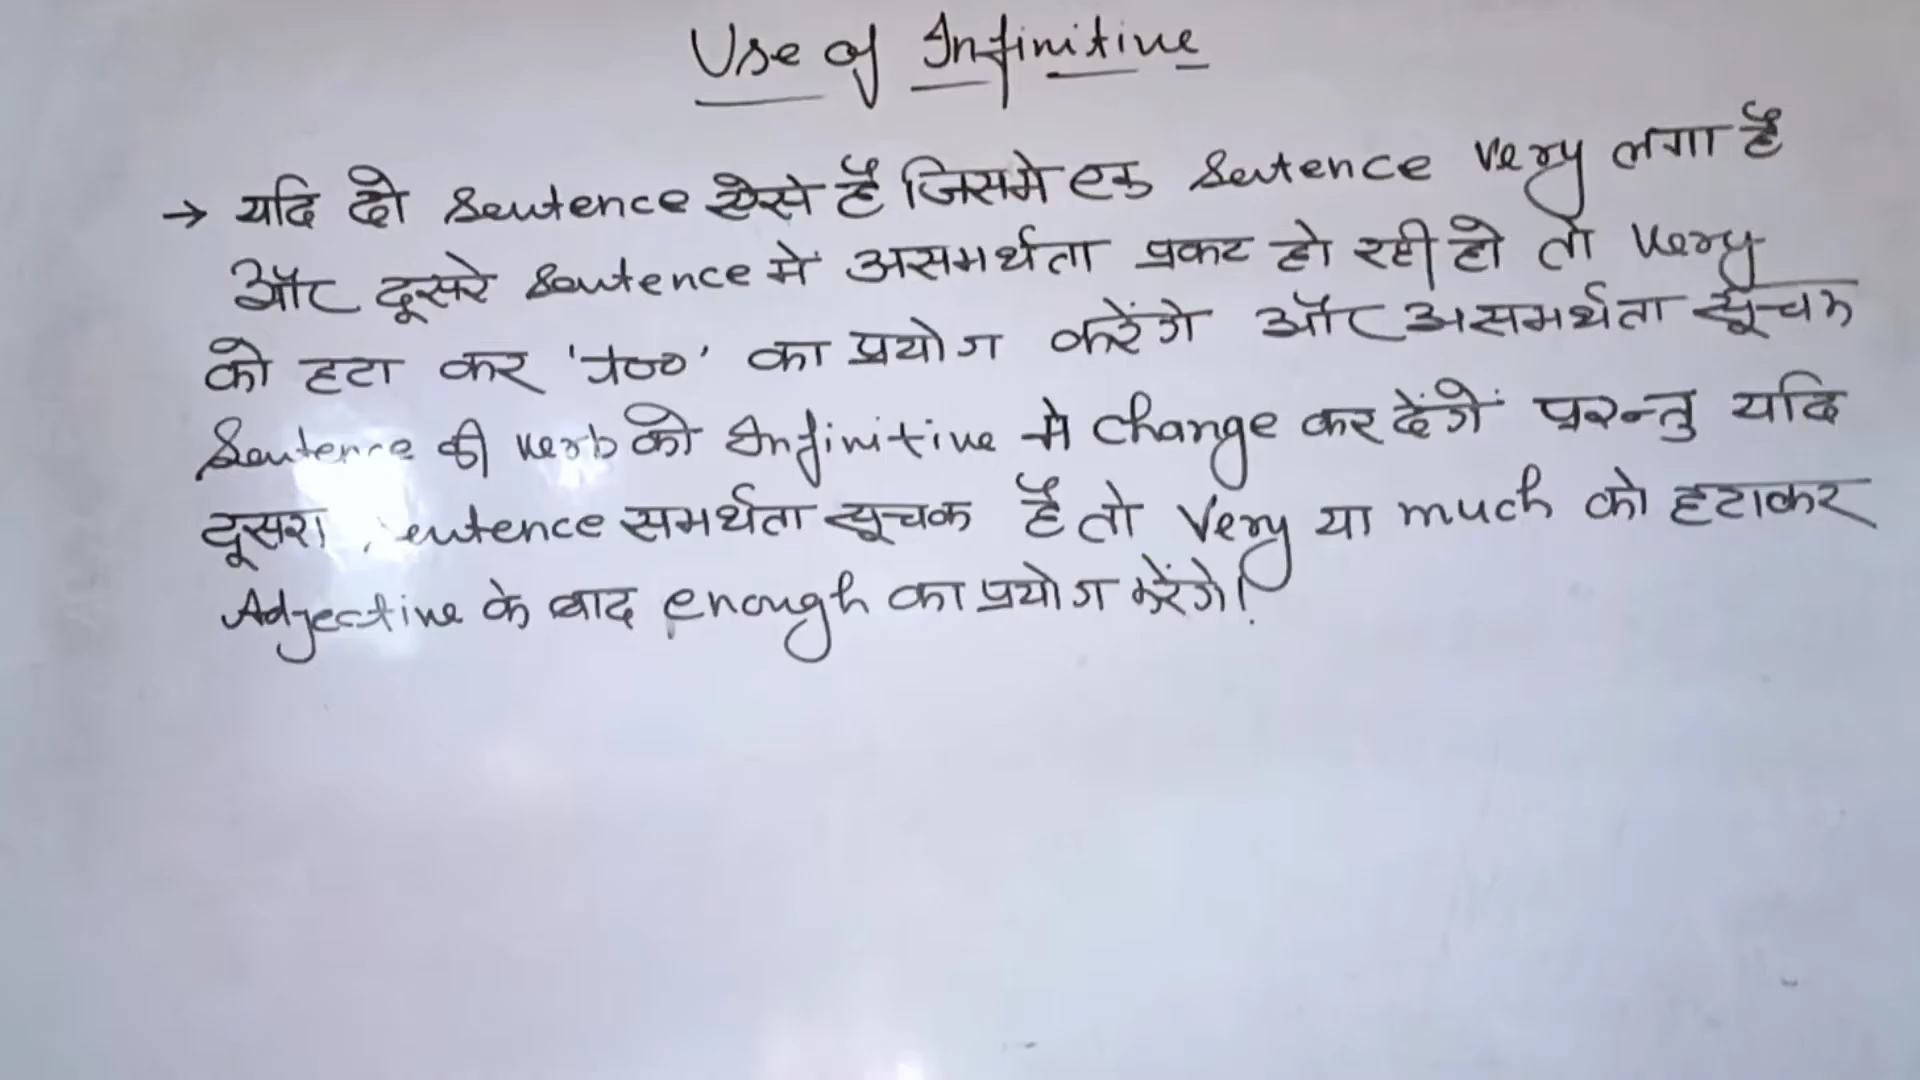 Use of Infinitive
→ यदि दो Sentence ऐसे हैं जिसमे एक Sentence very लगा है
और दूसरे Sentence में असमर्थता प्रकट हो रही हो तो very
को हटा कर 'too' का प्रयोग करेंगे और असमर्थता सूचक
Sentence की verb को Infinitive मे change कर देंगें परन्तु यदि
दूसरा Sentence समर्थता सूचक है तो Very या much को हटाकर
Adjective के बाद enough का प्रयोग करेंगे।